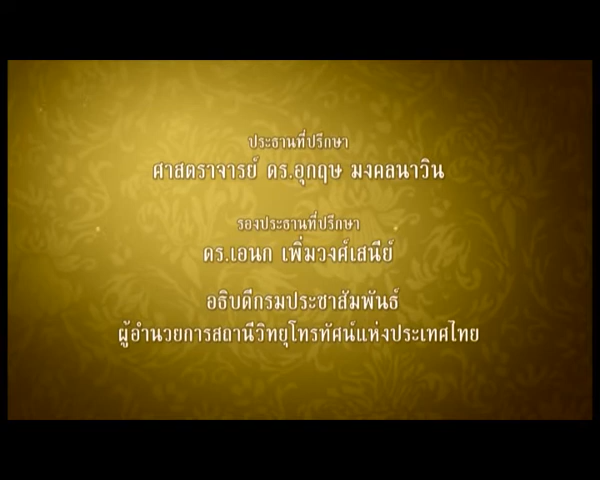 ประธานที่ปรึกษา
ศาสตราจารย์ ดร.อุกฤษ มงคลนาวิน
รองประธานที่ปรึกษา
ดร.เอนก เพิ่มวงศ์เสนีย์
อธิบดีกรมประชาสัมพันธ์
ผู้อำนวยการสถานีวิทยุโทรทัศน์แห่งประเทศไทย